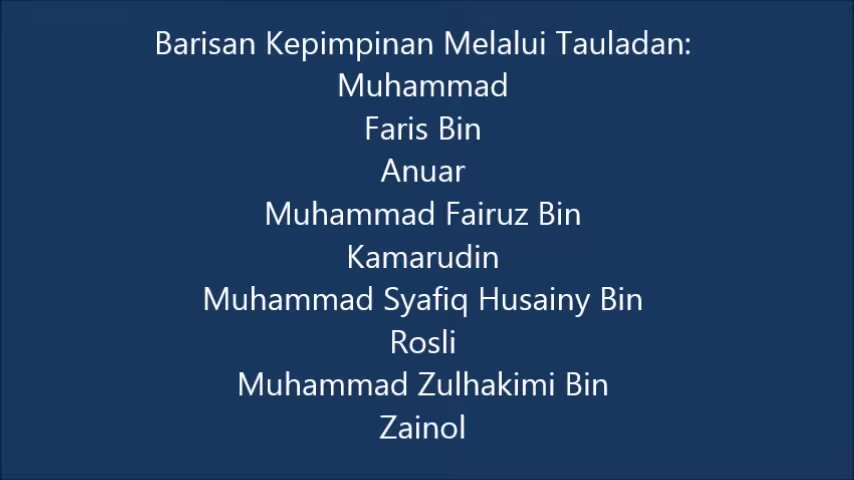 Barisan Kepimpinan Melalui Tauladan:
Muhammad
Faris Bin
Anuar
Muhammad Fairuz Bin
Kamarudin
Muhammad Syafiq Husainy Bin
Rosli
Muhammad Zulhakimi Bin
Zainol